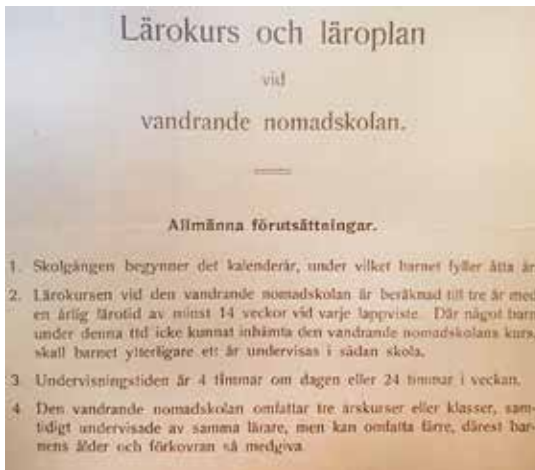 Lärokurs och läroplan
vid
vandrande nomadskolan.
Allmänna förutsättningar.
1. Skolgången begynner det kalenderår, under vilket barnet fyller åtta år
2. Lärokursen vid den vandrande nomadskolan är beräknad till tre år med
en årlig lärotid av minst 14 veckor vid varje lappviste. Där något barn
under denna tid icke kunnat inhämta den vandrande nomadskolans kurs,
skall barnet ytterligare ett år undervisas i sådan skola.
3. Undervisningstiden är 4 timmar om dagen eller 24 timmar i veckan.
4. Den vandrande nomadskolan omfattar tre årskurser eller klasser, sam-
tidigt undervisade av samma lärare, men kan omfatta färre, därest bar-
nens ålder och förkovran så medgiva.